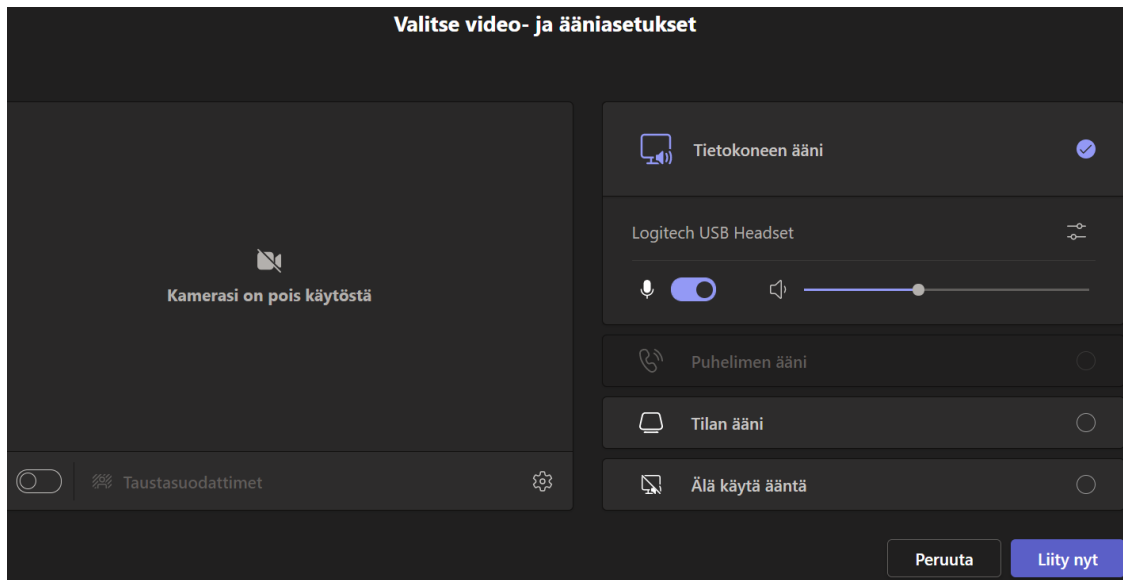 Valitse video- ja ääniasetukset
Kamerasi on pois käytöstä
Taustasuodattimet
Tietokoneen ääni
Logitech USB Headset
Puhelimen ääni
Tilan ääni
Älä käytä ääntä
Peruuta
Liity nyt